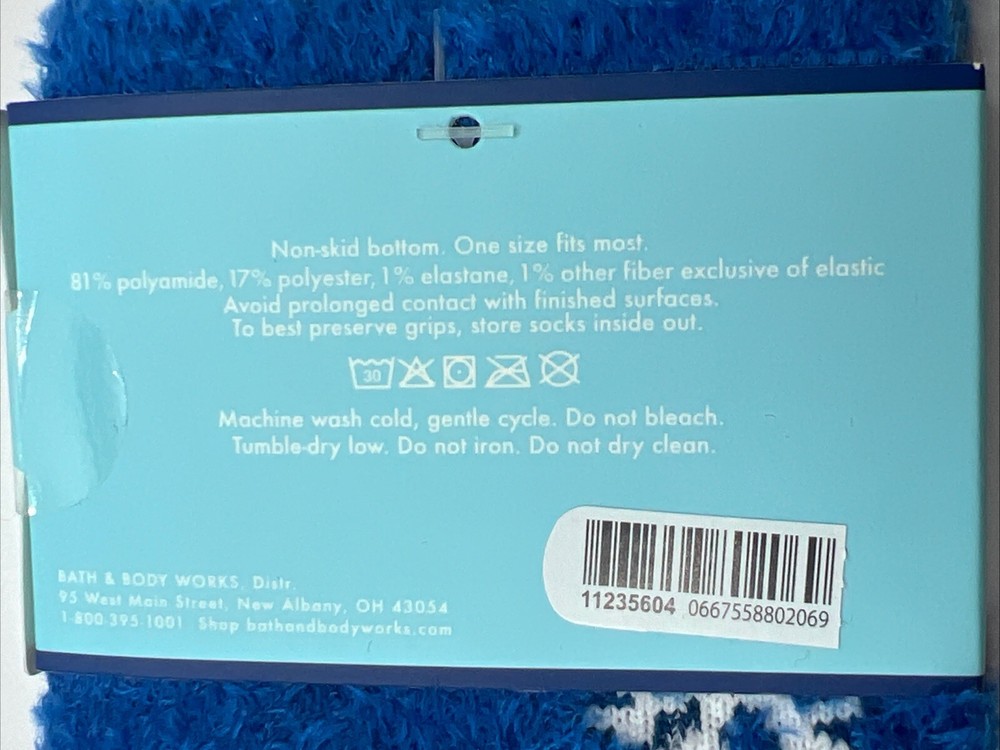 Non-skid bottom. One size fits most.
81% polyamide, 17% polyester, 1% elastane, 1% other fiber exclusive of elastic
Avoid prolonged contact with finished surfaces.
To best preserve grips, store socks inside out.
30
Machine wash cold, gentle cycle. Do not bleach.
Tumble-dry low. Do not iron. Do not dry clean.
BATH & BODY WORKS, Distr.
95 West Main Street, New Albany, OH 43054
1-800-395-1001 Shop bathandbodyworks.com
11235604 0667558802069